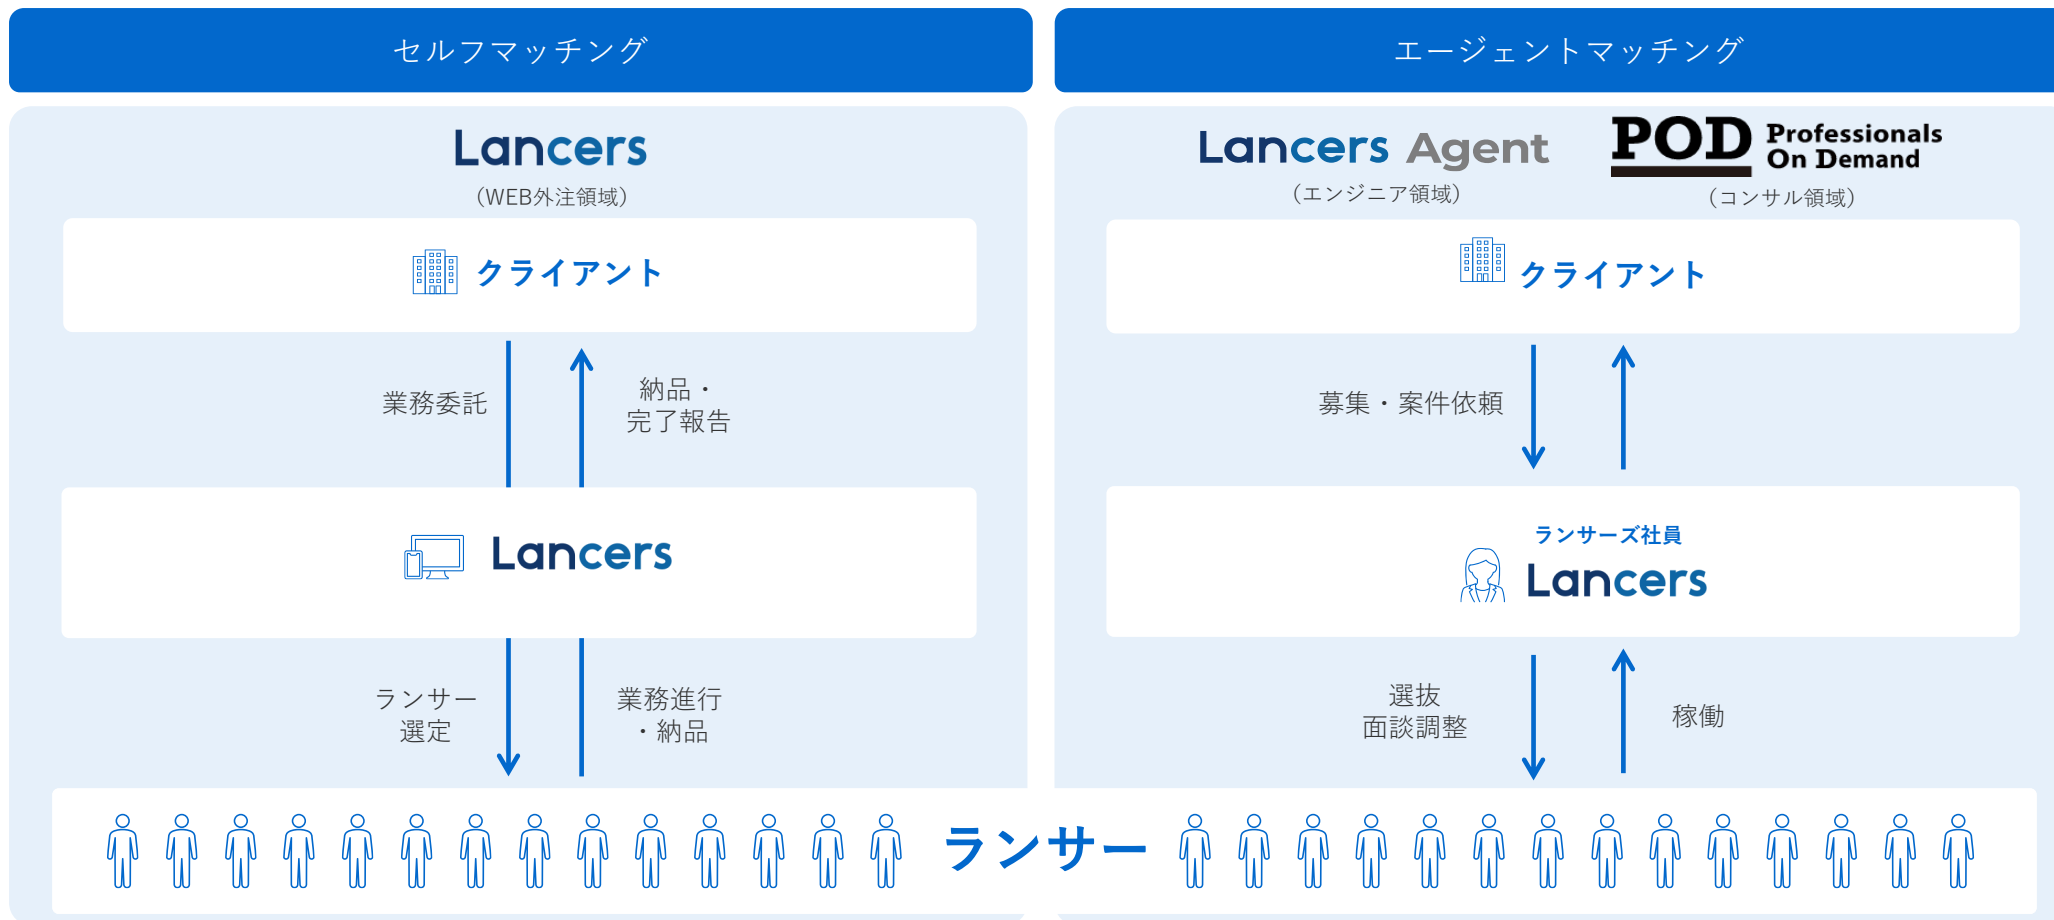 セルフマッチング
Lancers
（WEB外注領域）
クライアント
業務委託
納品・
完了報告
Lancers
ランサー
選定
業務進行
・納品
エージェントマッチング
Lancers Agent
（エンジニア領域）
POD Professionals
On Demand
（コンサル領域）
クライアント
募集・案件依頼
ランサーズ社員
Lancers
選抜
面談調整
稼働
ランサー